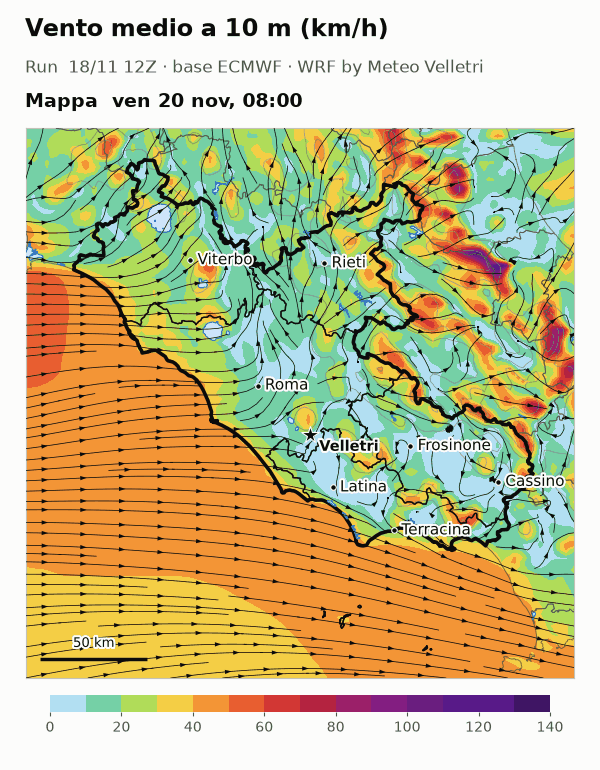 Vento medio a 10 m (km/h)
Run  18/11 12Z · base ECMWF · WRF by Meteo Velletri
Mappa  ven 20 nov, 08:00
Viterbo
Rieti
Roma
Velletri
Frosinone
Latina
Cassino
Terracina
50 km
0 20 40 60 80 100 120 140